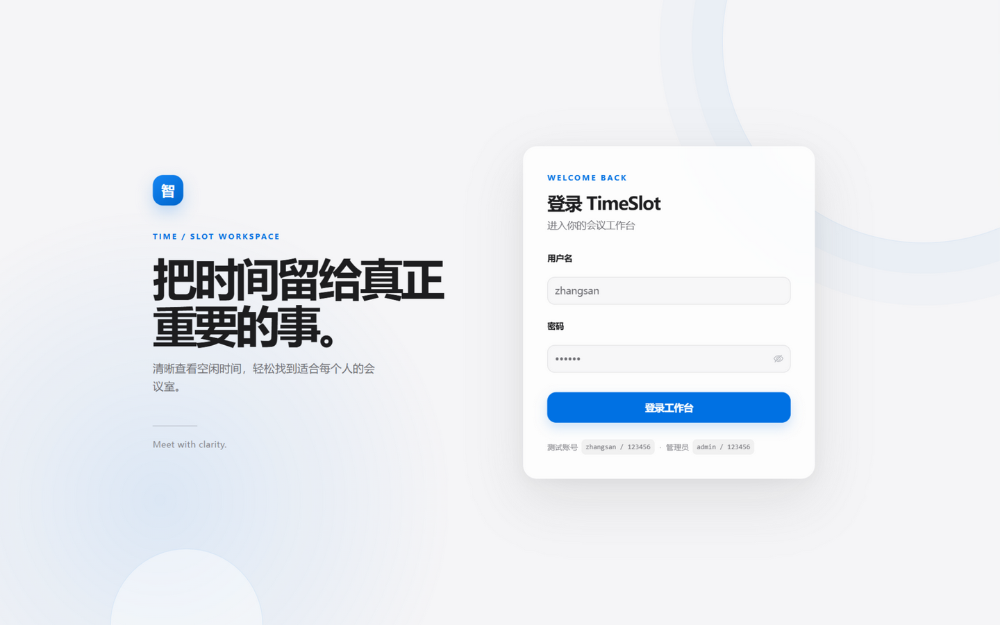 智
TIME / SLOT WORKSPACE
把时间留给真正
重要的事。
清晰查看空闲时间，轻松找到适合每个人的会
议室。
Meet with clarity.
WELCOME BACK
登录 TimeSlot
进入你的会议工作台
用户名
zhangsan
密码
••••••
登录工作台
测试账号 zhangsan / 123456 · 管理员 admin / 123456